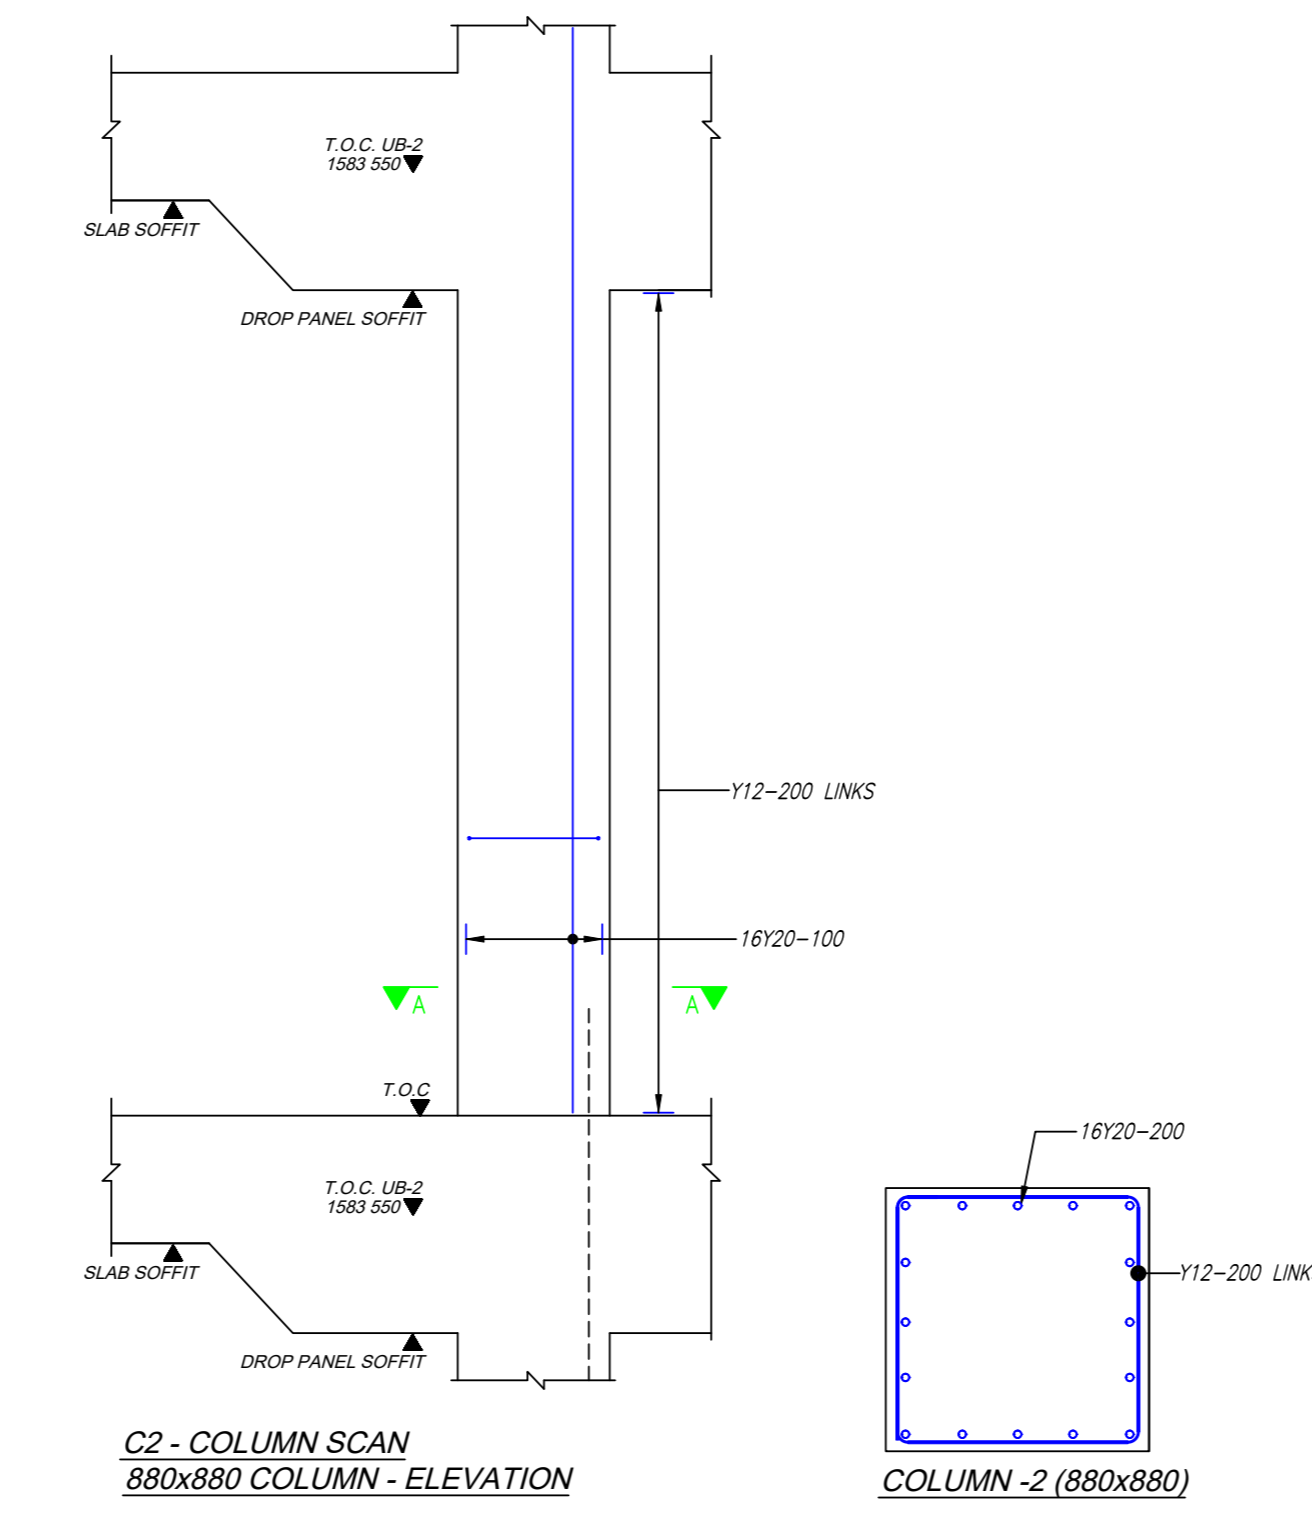 T.O.C. UB-2
1583 550
SLAB SOFFIT
DROP PANEL SOFFIT
Y12-200 LINKS
16Y20-100
A
A
T.O.C
T.O.C. UB-2
1583 550
SLAB SOFFIT
DROP PANEL SOFFIT
C2 - COLUMN SCAN
880x880 COLUMN - ELEVATION
16Y20-200
Y12-200 LINK
COLUMN -2 (880x880)